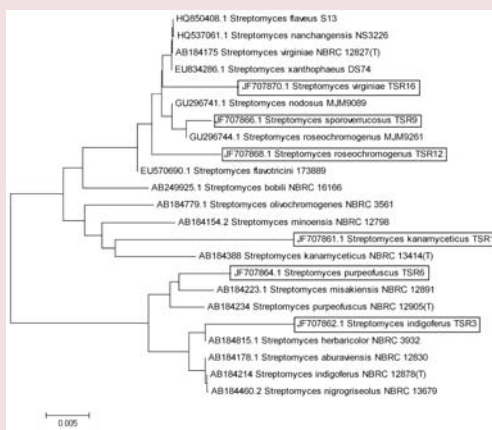 HQ850408.1 Streptomyces flaveus S13
HQ537061.1 Streptomyces nanchangensis NS3226
AB184175 Streptomyces virginiae NBRC 12827(T)
EU834286.1 Streptomyces xanthophaeus DS74
JF707870.1 Streptomyces virginiae TSR16
GU296741.1 Streptomyces nodosus MJM9089
JF707866.1 Streptomyces sporoverrucosus TSR9
GU296744.1 Streptomyces roseochromogenus MJM9261
JF707868.1 Streptomyces roseochromogenus TSR12
EU570690.1 Streptomyces flavotricini 173889
AB249925.1 Streptomyces bobili NBRC 16166
AB184779.1 Streptomyces olivochromogenes NBRC 3561
AB184154.2 Streptomyces minoensis NBRC 12798
JF707861.1 Streptomyces kanamyceticus TSR1
AB184388 Streptomyces kanamyceticus NBRC 13414(T)
JF707864.1 Streptomyces purpeofuscus TSR6
AB184223.1 Streptomyces misakiensis NBRC 12891
AB184234 Streptomyces purpeofuscus NBRC 12905(T)
JF707862.1 Streptomyces indigoferus TSR3
AB184815.1 Streptomyces herbaricolor NBRC 3932
AB184178.1 Streptomyces aburaviensis NBRC 12830
AB184214 Streptomyces indigoferus NBRC 12878(T)
AB184460.2 Streptomyces nigrogriseolus NBRC 13679
0.005